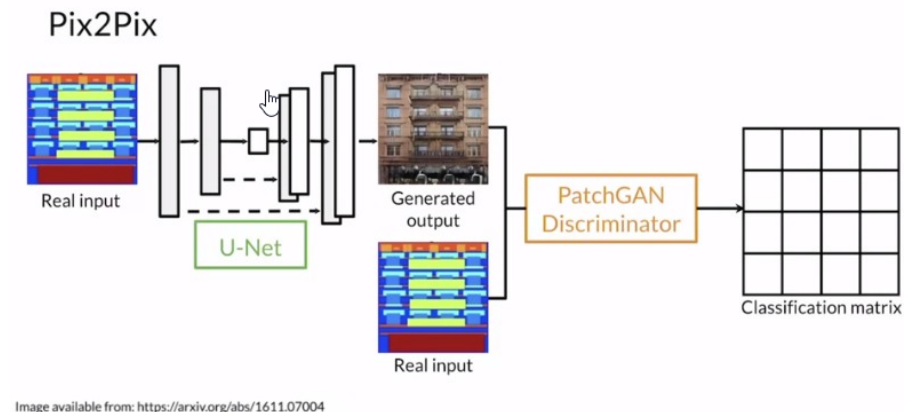 Pix2Pix
Real input
U-Net
Generated
output
Real input
PatchGAN
Discriminator
Classification matrix
Image available from: https://arxiv.org/abs/1611.07004